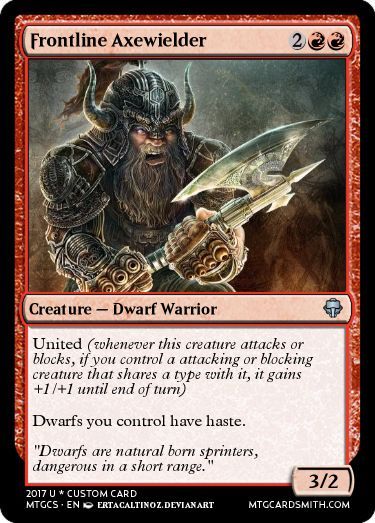 Frontline Axewielder 2
Creature — Dwarf Warrior
United (whenever this creature attacks or
blocks, if you control a attacking or blocking
creature that shares a type with it, it gains
+1/+1 until end of turn)
Dwarfs you control have haste.
"Dwarfs are natural born sprinters,
dangerous in a short range."
3/2
2017 U * CUSTOM CARD
MTGCS • EN ERTACALTINOZ.DEVIANART
MTGCARDSMITH.COM